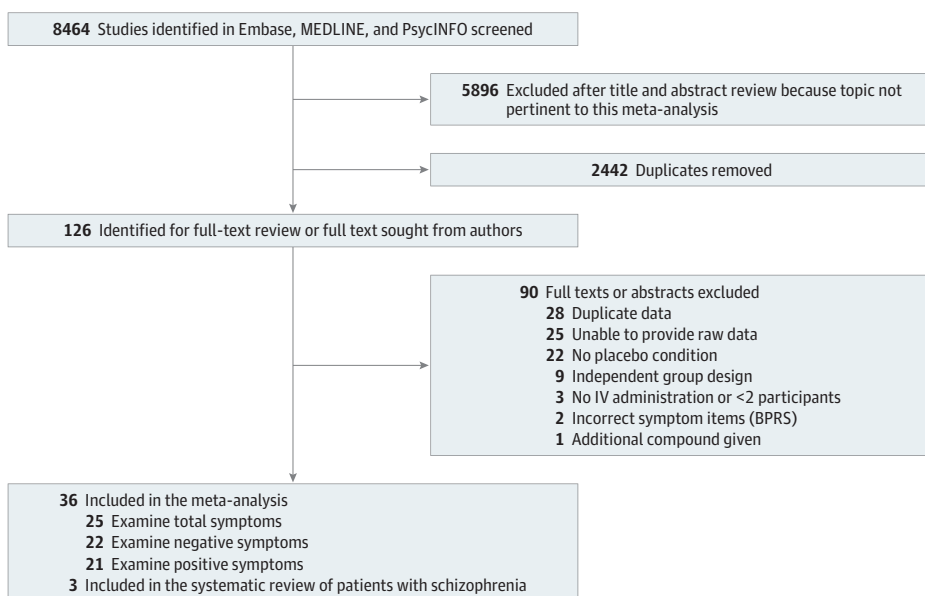 8464 Studies identified in Embase, MEDLINE, and PsycINFO screened
5896 Excluded after title and abstract review because topic not
pertinent to this meta-analysis
2442 Duplicates removed
126 Identified for full-text review or full text sought from authors
90 Full texts or abstracts excluded
28 Duplicate data
25 Unable to provide raw data
22 No placebo condition
9 Independent group design
3 No IV administration or <2 participants
2 Incorrect symptom items (BPRS)
1 Additional compound given
36 Included in the meta-analysis
25 Examine total symptoms
22 Examine negative symptoms
21 Examine positive symptoms
3 Included in the systematic review of patients with schizophrenia